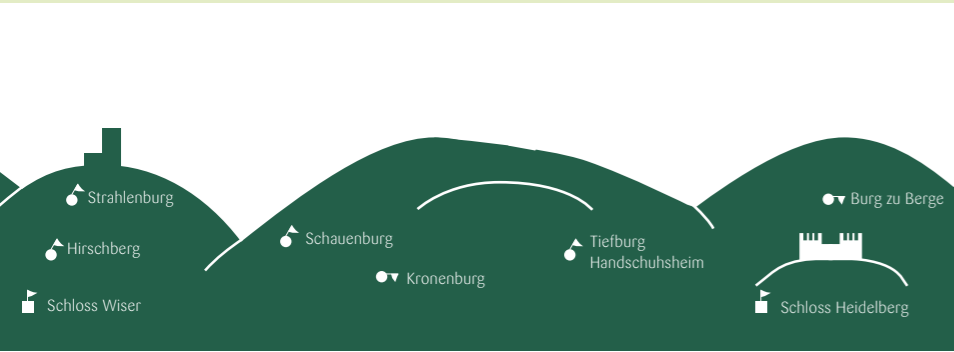 Strahlenburg
Hirschberg
Schloss Wiser
Schauenburg
Kronenburg
Tiefburg
Handschuhsheim
Burg zu Berge
Schloss Heidelberg